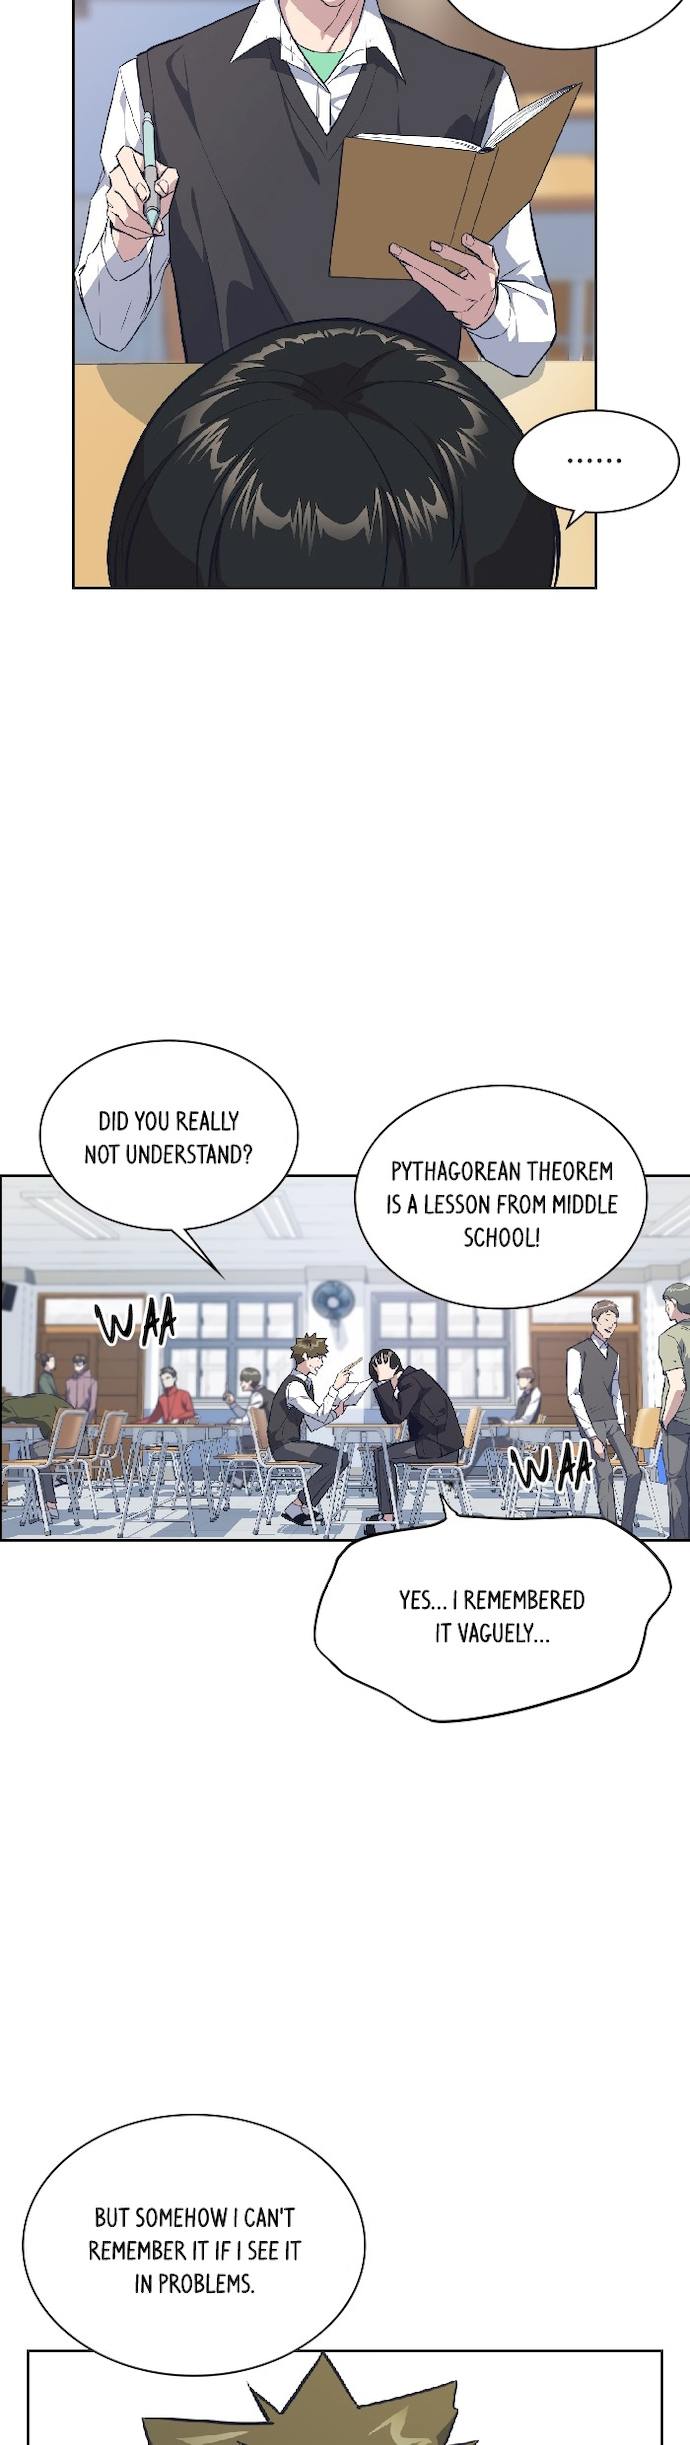 ......
DID YOU REALLY
NOT UNDERSTAND?
PYTHAGOREAN THEOREM
IS A LESSON FROM MIDDLE
SCHOOL!
WAA
WAA
YES... I REMEMBERED
IT VAGUELY...
BUT SOMEHOW I CAN'T
REMEMBER IT IF I SEE IT
IN PROBLEMS.